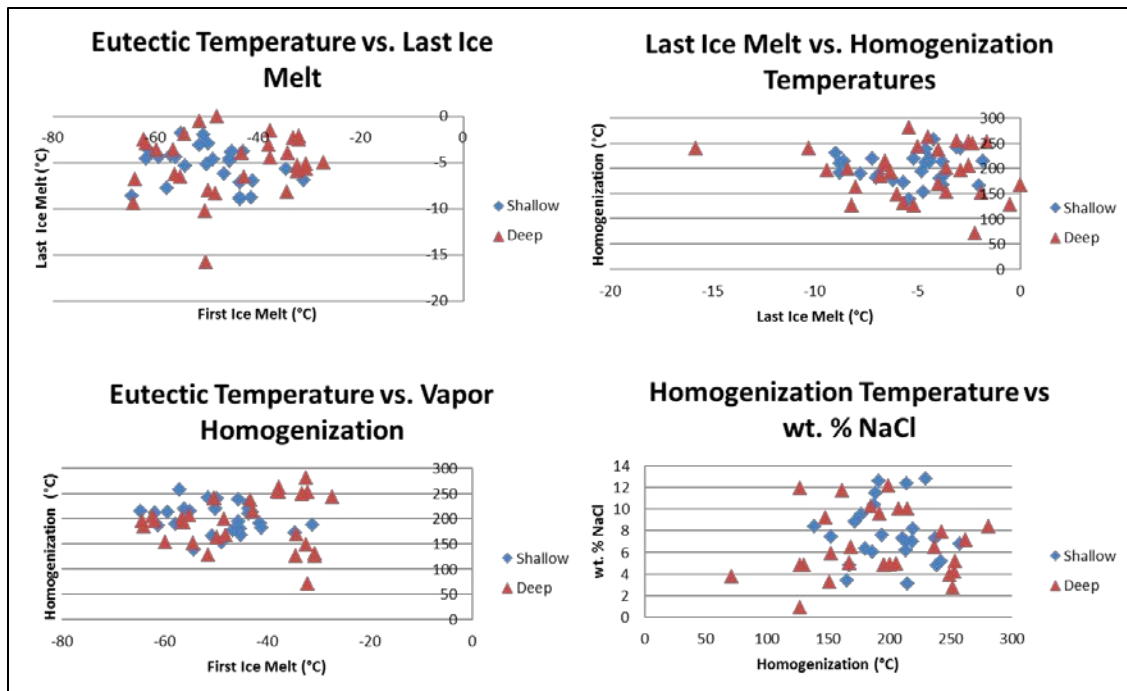 Eutectic Temperature vs. Last Ice
Melt
-80 -60 -40 -20 0
0
-5
-10
-15
-20
Last Ice Melt (°C)
First Ice Melt (°C)
Shallow
Deep
Last Ice Melt vs. Homogenization
Temperatures
300
250
200
150
100
50
0
-20 -15 -10 -5 0
Homogenization (°C)
Last Ice Melt (°C)
Shallow
Deep
Eutectic Temperature vs. Vapor
Homogenization
300
250
200
150
100
50
0
-80 -60 -40 -20 0
Homogenization (°C)
First Ice Melt (°C)
Shallow
Deep
Homogenization Temperature vs
wt. % NaCl
14
12
10
8
6
4
2
0
0 50 100 150 200 250 300
wt. % NaCl
Homogenization (°C)
Shallow
Deep